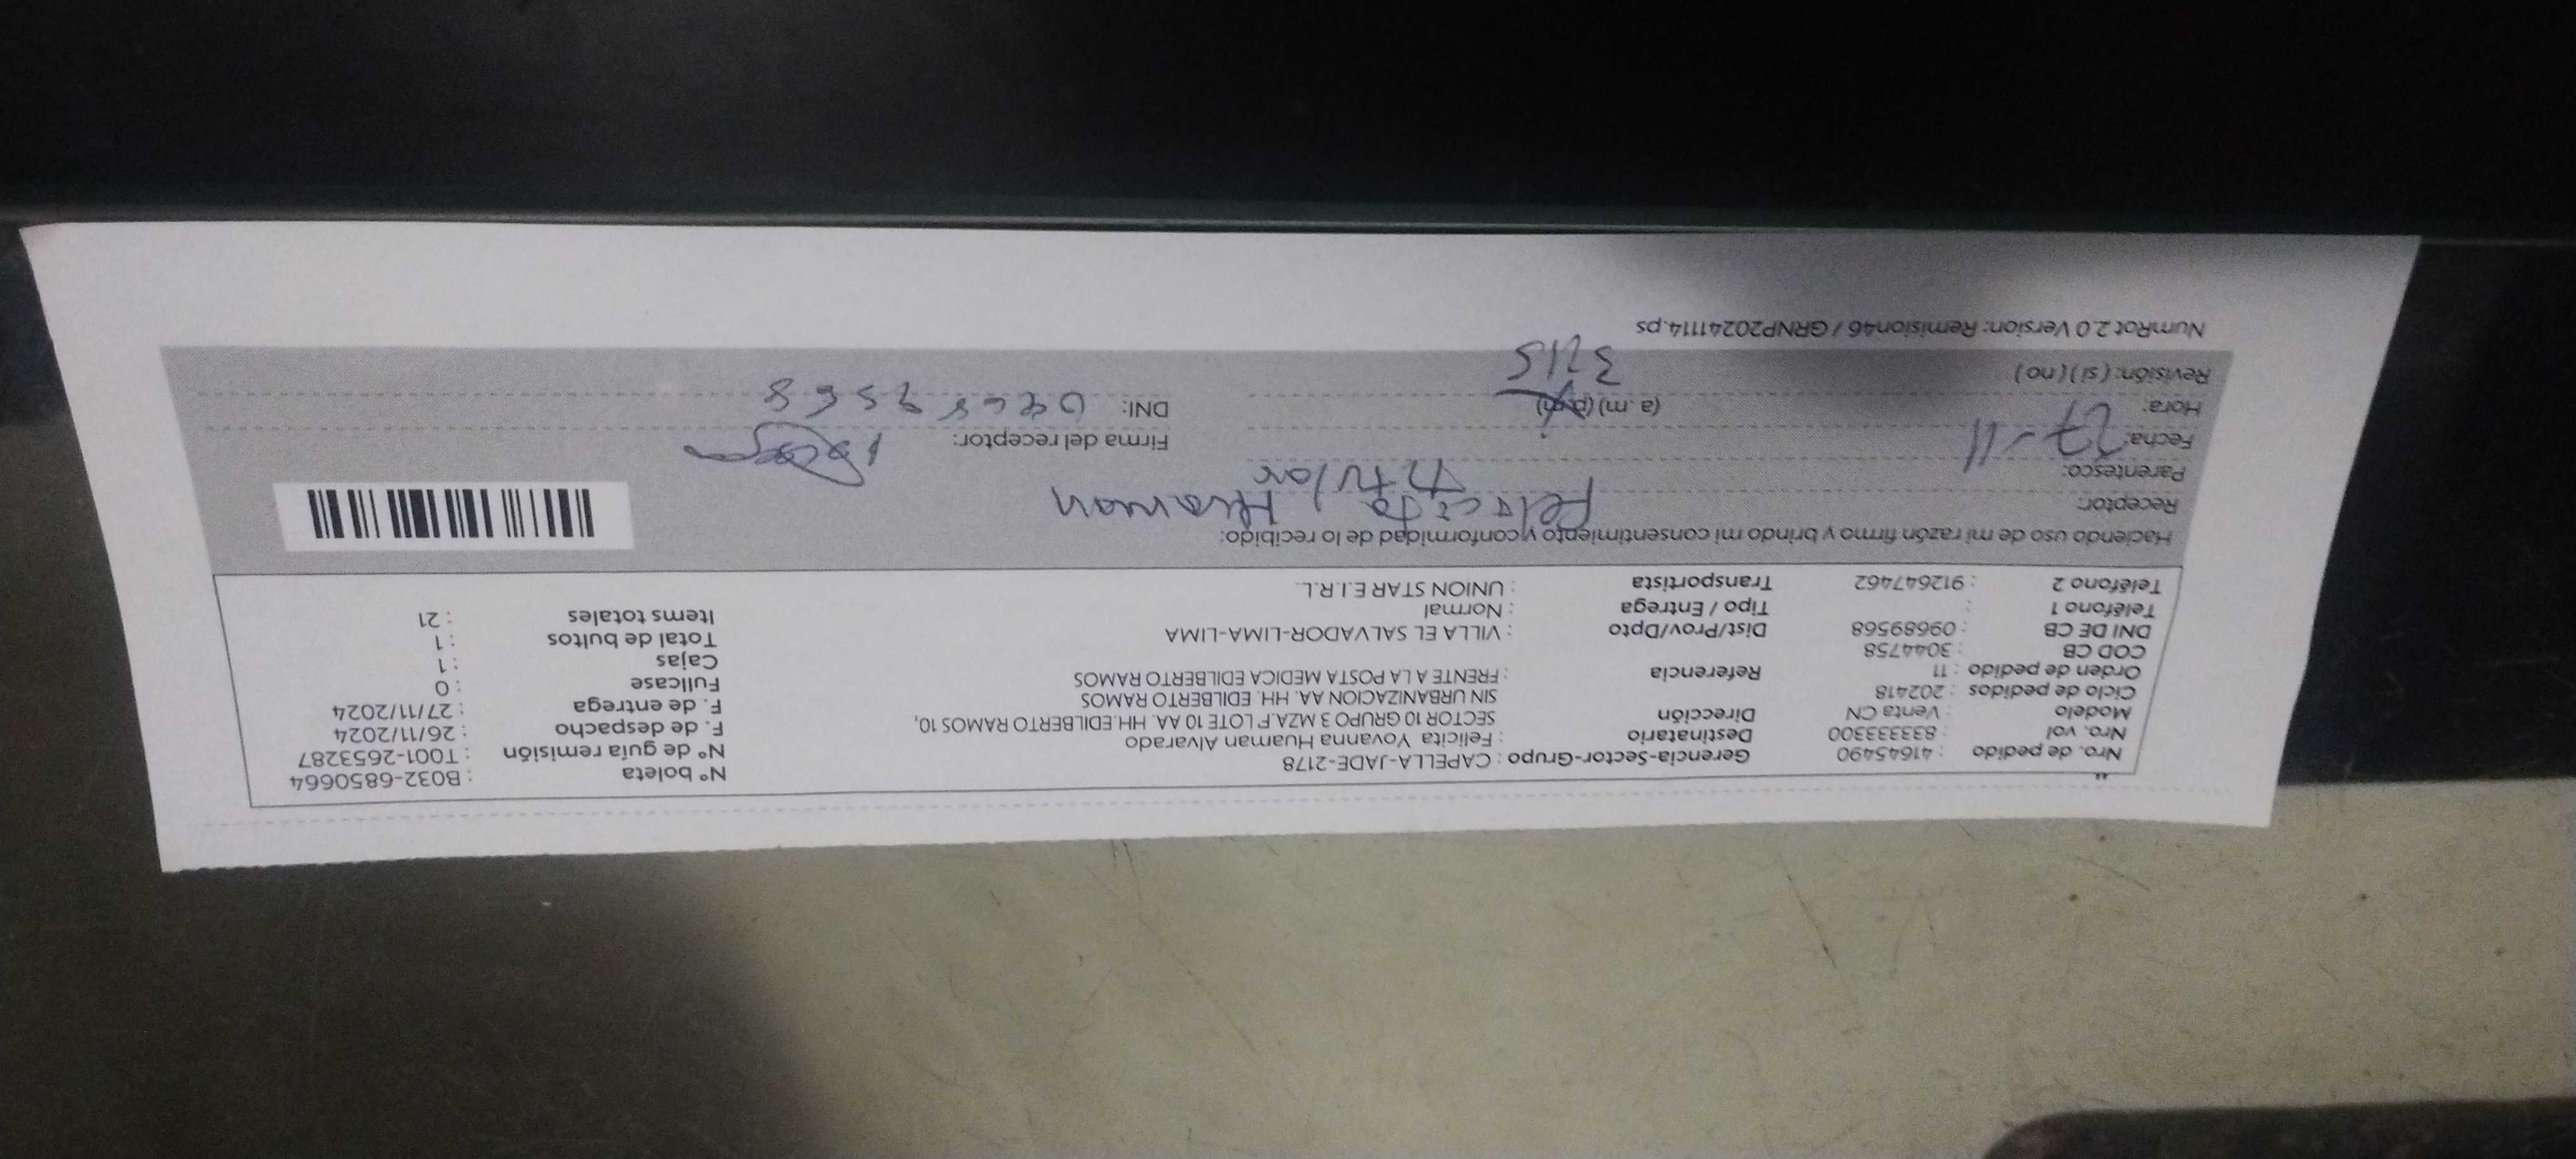 Nro. de pedido : 41645490 Gerencia-Sector-Grupo : CAPELLA-JADE-2178 N° boleta : B032-6850664
Nro. vol : 83333300 Destinatario : Felicita Yovanna Huaman Alvarado N° de guía remisión : T001-2653287
Modelo : Venta CN Dirección SECTOR 10 GRUPO 3 MZA.F LOTE 10 AA. HH.EDILBERTO RAMOS 10, F. de despacho : 26/11/2024
Ciclo de pedidos : 202418 SIN URBANIZACION AA. HH. EDILBERTO RAMOS F. de entrega : 27/11/2024
Orden de pedido : 11 Referencia : FRENTE A LA POSTA MEDICA EDILBERTO RAMOS Fullcase : 0
COD CB : 3044758 Cajas : 1
DNI DE CB : 09689568 Dist/Prov/Dpto : VILLA EL SALVADOR-LIMA-LIMA Total de bultos : 1
Teléfono 1 : Tipo / Entrega : Normal Items totales : 21
Teléfono 2 : 912647462 Transportista : UNION STAR E.I.R.L.
Haciendo uso de mi razón firmo y brindo mi consentimiento y conformidad de lo recibido:
Receptor: Felicita Huaman
Parentesco: titular
Fecha: 27-11 Firma del receptor:
Hora: (a. m) (p. m) DNI:
Revisión: ( si ) ( no ) 3215
NumRot 2.0 Version: Remision46 / GRNP20241114.ps